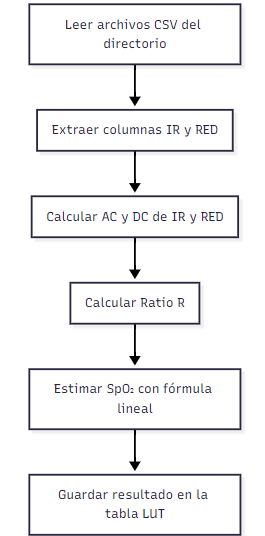 Leer archivos CSV del
directorio
Extraer columnas IR y RED
Calcular AC y DC de IR y RED
Calcular Ratio R
Estimar SpO₂ con fórmula
lineal
Guardar resultado en la
tabla LUT